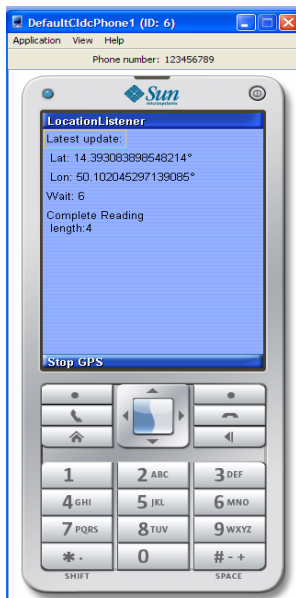 DefaultCldcPhone1 (ID: 6)
Application View Help
Phone number: 123456789
Sun
microsystems
LocationListener
Latest update:
Lat: 14.393083898548214°
Lon: 50.102045297139085°
Wait: 6
Complete Reading
length:4
Stop GPS
1 2 ABC 3 DEF
4 GHI 5 JKL 6 MNO
7 PQRS 8 TUV 9 WXYZ
* . 0 # - +
SHIFT SPACE